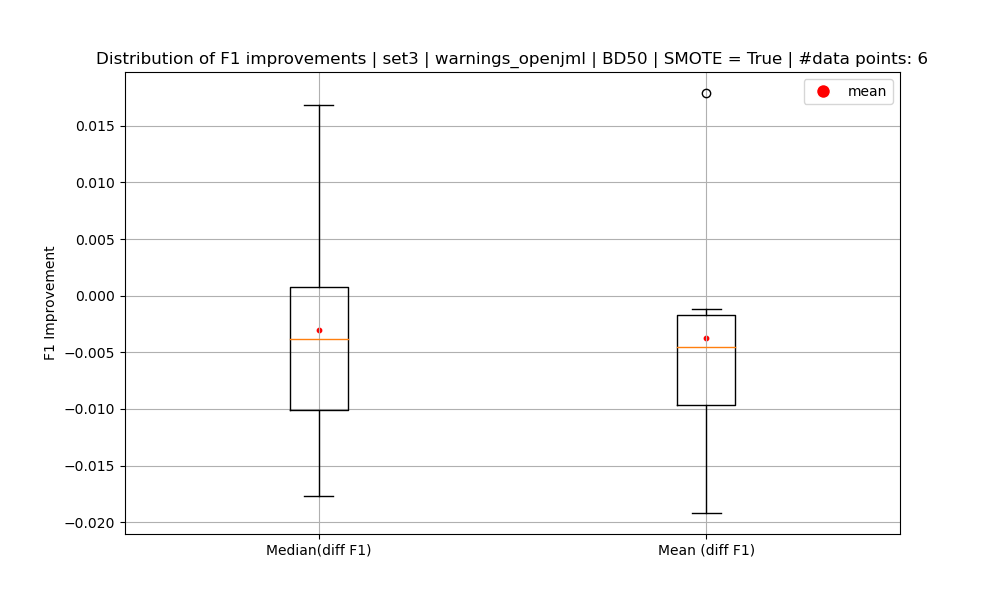 Distribution of F1 improvements | set3 | warnings_openjml | BD50 | SMOTE = True | #data points: 6
mean
0.015
0.010
0.005
0.000
−0.005
−0.010
−0.015
−0.020
F1 Improvement
Median(diff F1)
Mean (diff F1)